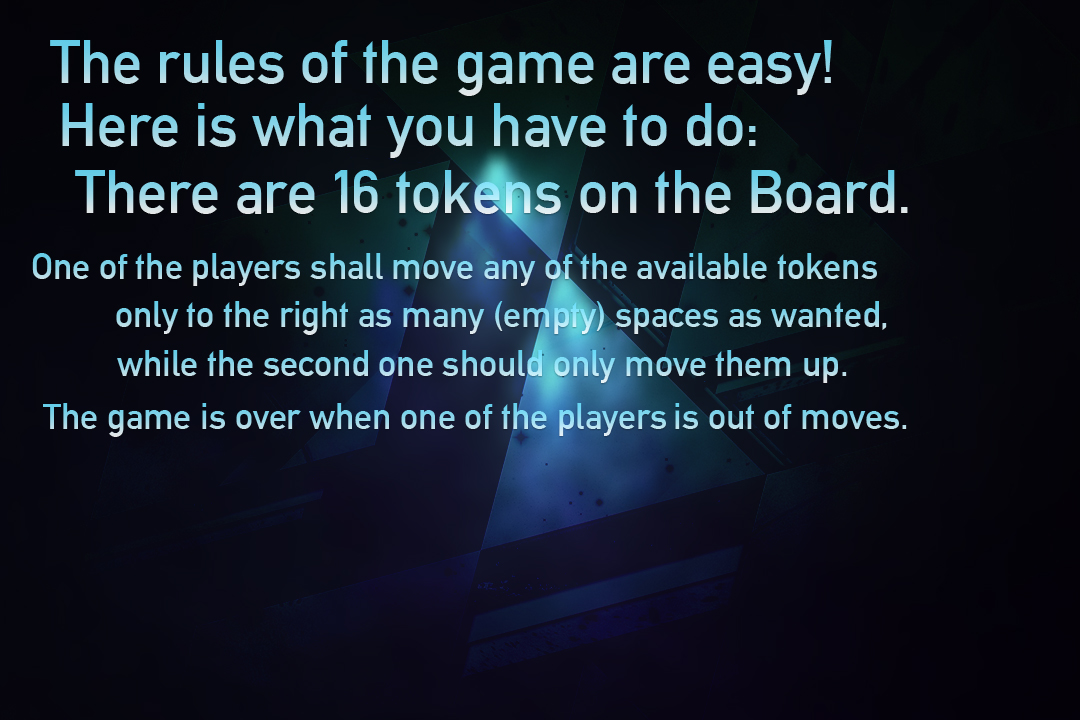 The rules of the game are easy!
Here is what you have to do:
There are 16 tokens on the Board.
One of the players shall move any of the available tokens
only to the right as many (empty) spaces as wanted,
while the second one should only move them up.
The game is over when one of the players is out of moves.